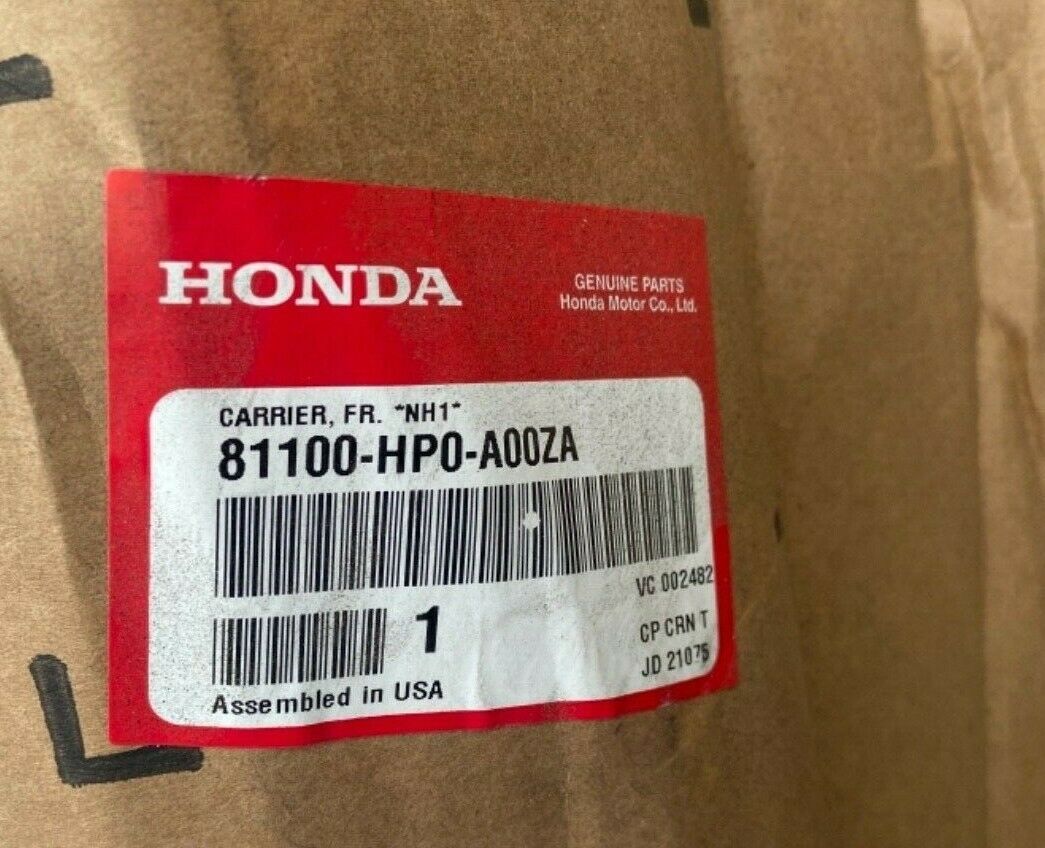 HONDA
GENUINE PARTS
Honda Motor Co., Ltd.
CARRIER, FR. *NH1*
81100-HP0-A00ZA
VC 002482
1
CP CRN T
JD 21075
Assembled in USA
L